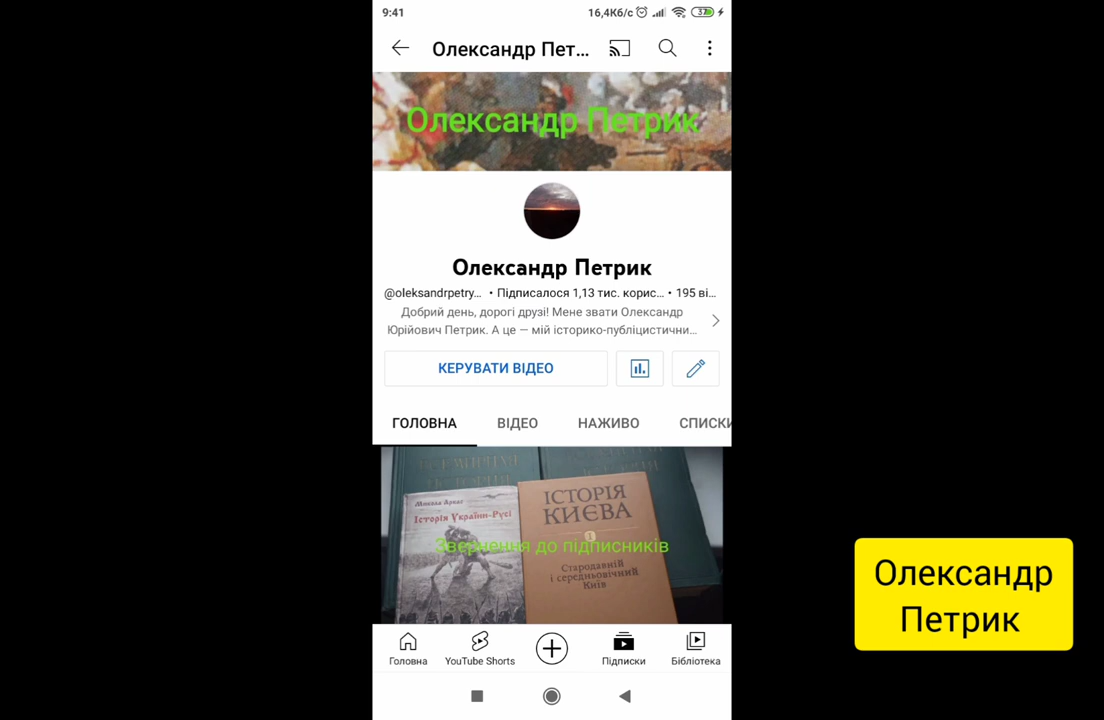 9:41
16,4Кб/с
37
Олександр Пет...
Олександр Петрик
Олександр Петрик
@oleksandrpetry... • Підписалося 1,13 тис. корис... • 195 ві...
Добрий день, дорогі друзі! Мене звати Олександр
Юрійович Петрик. А це — мій історико-публіцистични...
КЕРУВАТИ ВІДЕО
ГОЛОВНА ВІДЕО НАЖИВО СПИСКИ
Микола Аркас
Історія України-Русі
ІСТОРІЯ
КИЄВА
Звернення до підписників
Стародавній
і середньовічний
Київ
Головна YouTube Shorts Підписки Бібліотека
Олександр
Петрик